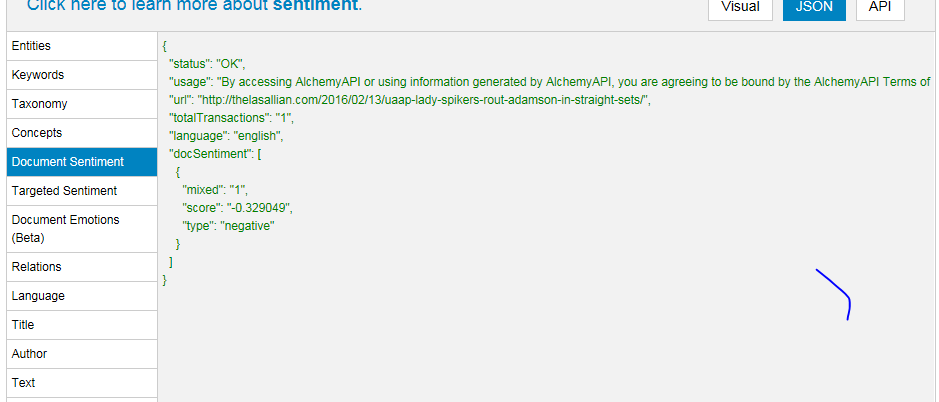 Click here to learn more about sentiment.
Visual
JSON
API
Entities
Keywords
Taxonomy
Concepts
Document Sentiment
Targeted Sentiment
Document Emotions
(Beta)
Relations
Language
Title
Author
Text
{
"status": "OK",
"usage": "By accessing AlchemyAPI or using information generated by AlchemyAPI, you are agreeing to be bound by the AlchemyAPI Terms of
"url": "http://thelasallian.com/2016/02/13/uaap-lady-spikers-rout-adamson-in-straight-sets/",
"totalTransactions": "1",
"language": "english",
"docSentiment": [
{
"mixed": "1",
"score": "-0.329049",
"type": "negative"
}
]
}